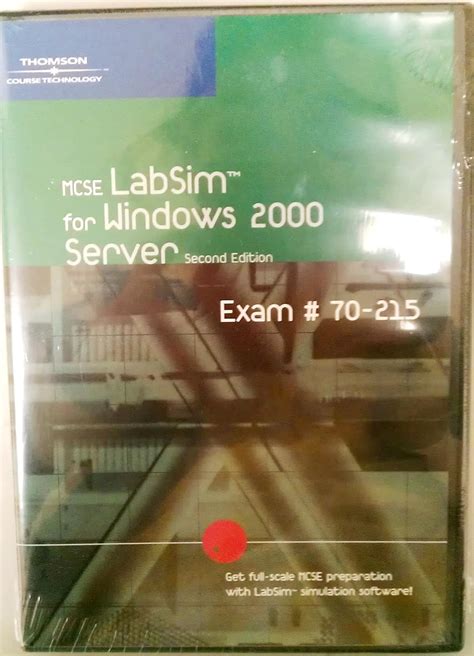 THOMSON
COURSE TECHNOLOGY
MCSE LabSim™
for Windows 2000
Server Second Edition
Exam # 70-215
Get full-scale MCSE preparation
with LabSim™ simulation software!